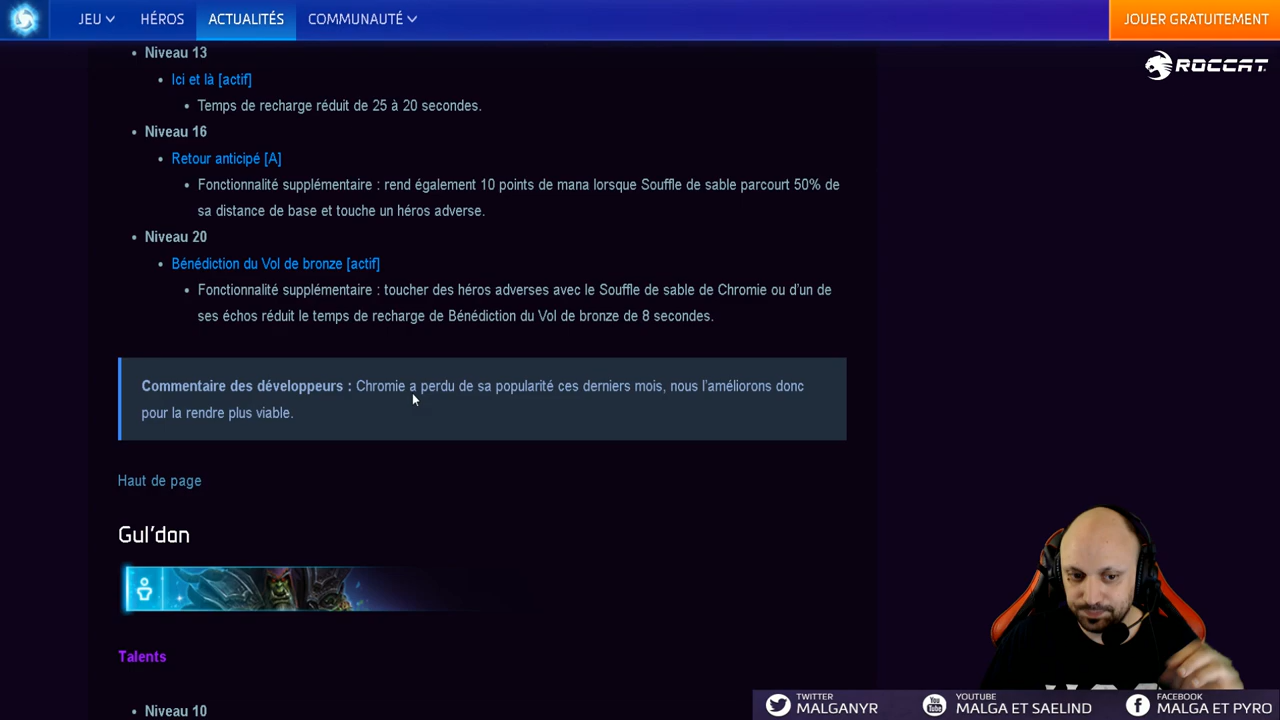 JEU HÉROS ACTUALITÉS COMMUNAUTÉ JOUER GRATUITEMENT
ROCCAT
• Niveau 13
• Ici et là [actif]
• Temps de recharge réduit de 25 à 20 secondes.
• Niveau 16
• Retour anticipé [A]
• Fonctionnalité supplémentaire : rend également 10 points de mana lorsque Souffle de sable parcourt 50% de
sa distance de base et touche un héros adverse.
• Niveau 20
• Bénédiction du Vol de bronze [actif]
• Fonctionnalité supplémentaire : toucher des héros adverses avec le Souffle de sable de Chromie ou d'un de
ses échos réduit le temps de recharge de Bénédiction du Vol de bronze de 8 secondes.
Commentaire des développeurs : Chromie a perdu de sa popularité ces derniers mois, nous l'améliorons donc
pour la rendre plus viable.
Haut de page
Gul'dan
Talents
• Niveau 10
TWITTER
MALGANYR
YOUTUBE
MALGA ET SAELIND
FACEBOOK
MALGA ET PYRO